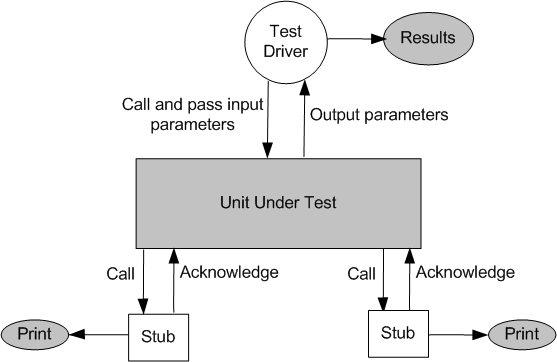 Test
Driver
Results
Call and pass input
parameters
Output parameters
Unit Under Test
Call
Acknowledge
Call
Acknowledge
Print
Stub
Stub
Print